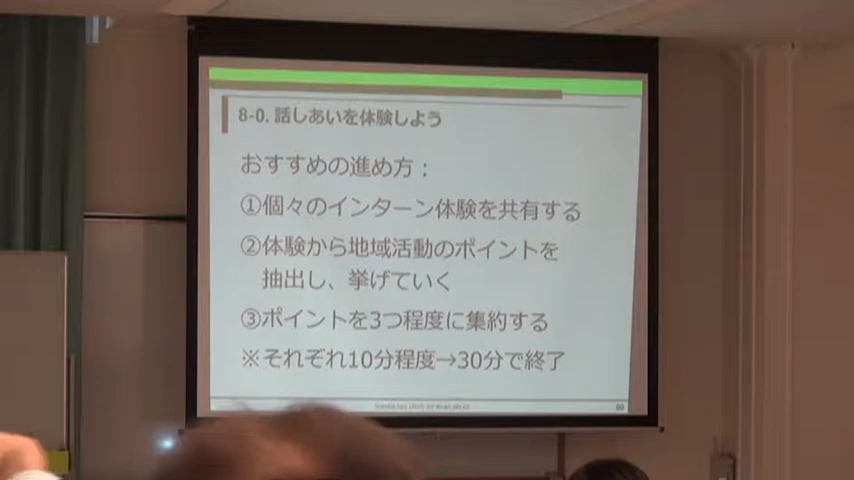 8-0. 話しあいを体験しよう
おすすめの進め方：
①個々のインターン体験を共有する
②体験から地域活動のポイントを
抽出し、挙げていく
③ポイントを3つ程度に集約する
※それぞれ10分程度→30分で終了